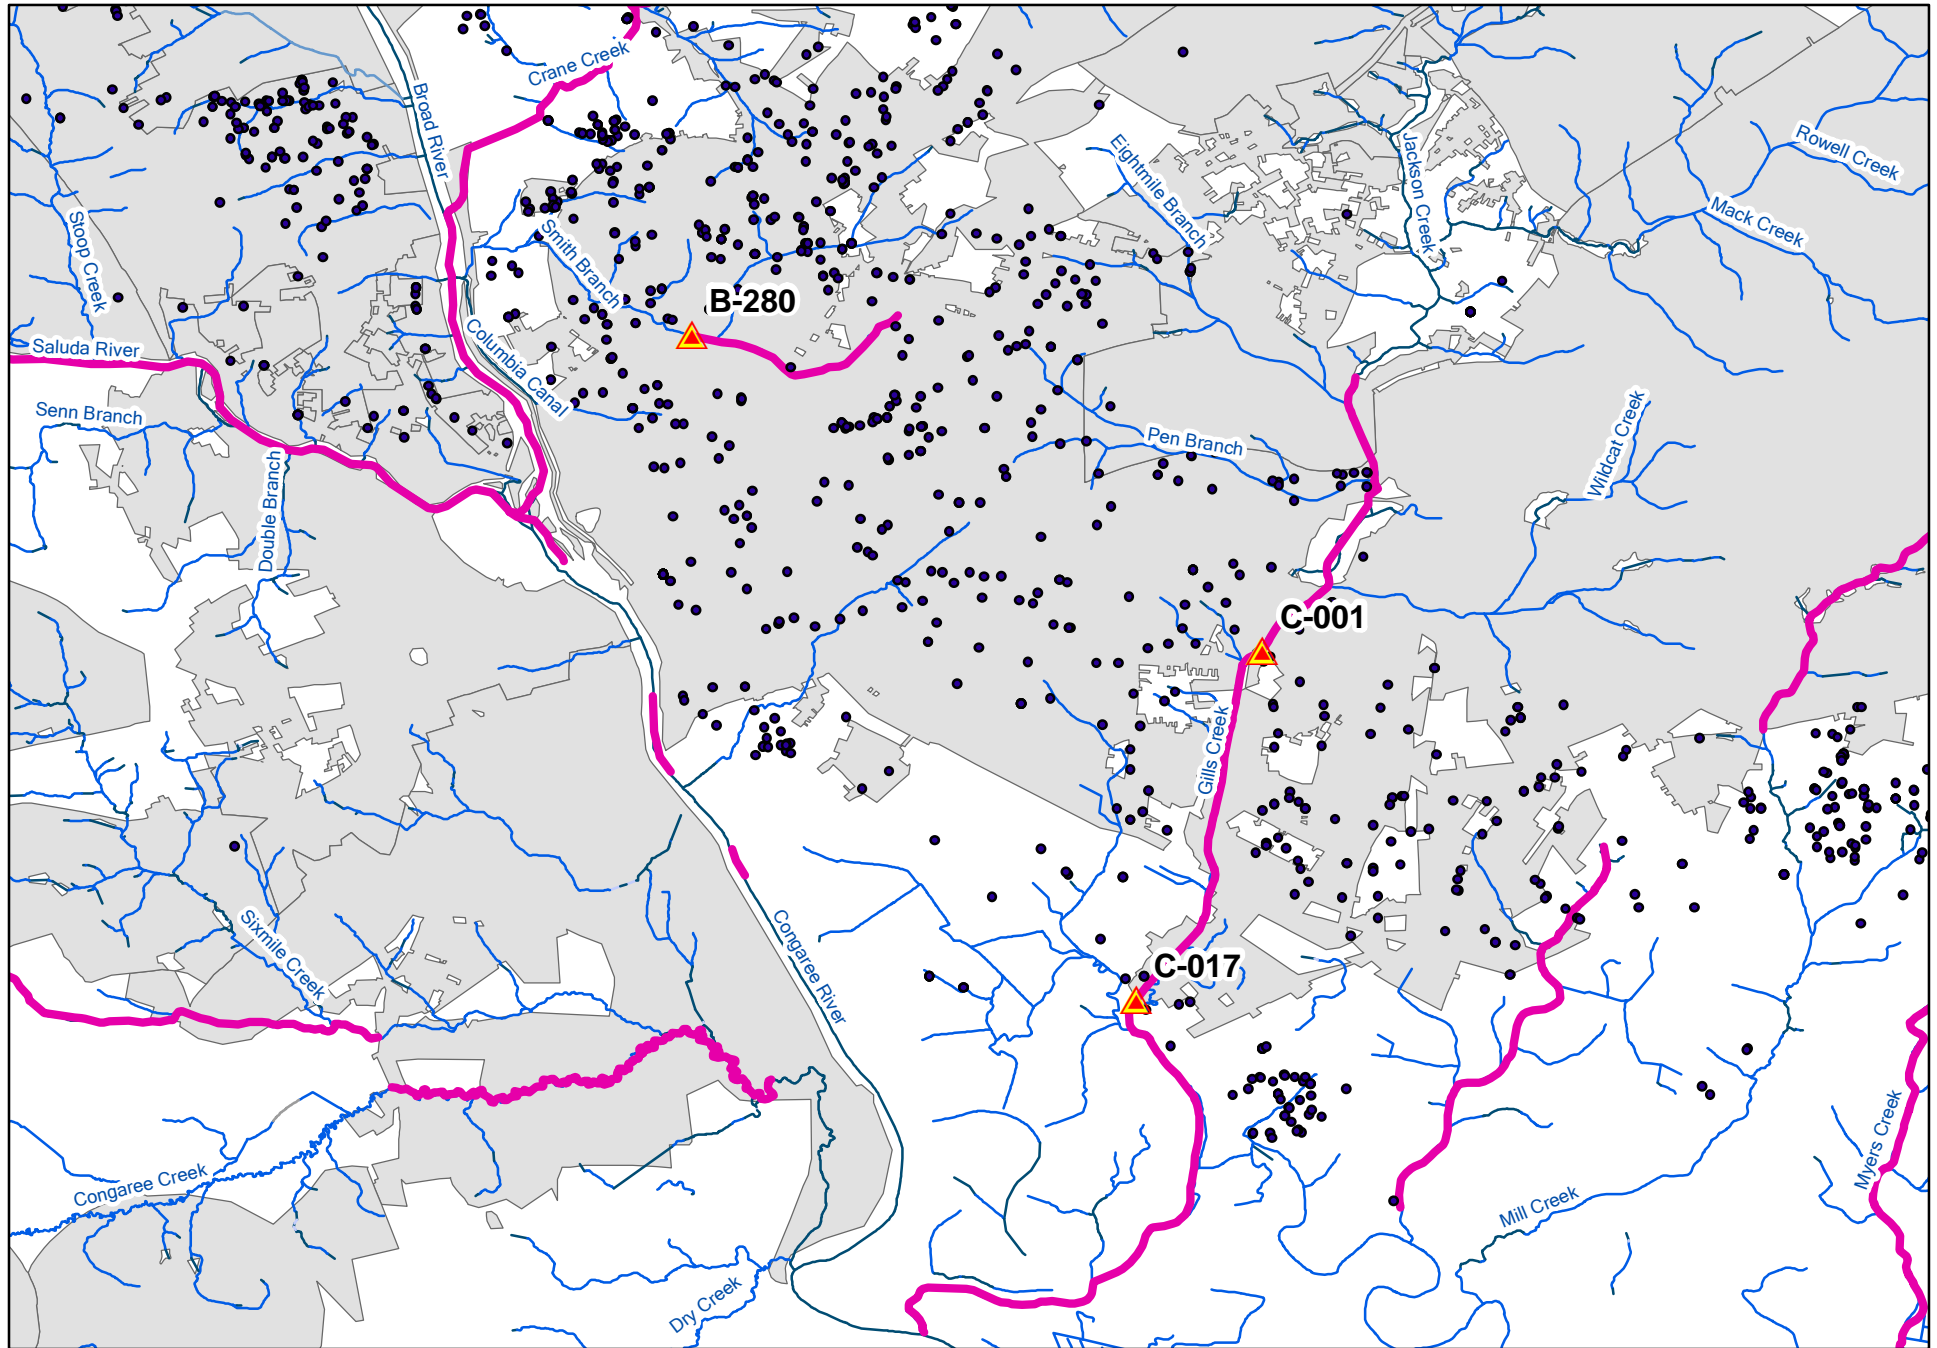 Crane Creek
Broad River
Jackson Creek
Rowell Creek
Eightmile Branch
Mack Creek
Stoop Creek
Smith Branch
B-280
Saluda River
Columbia Canal
Senn Branch
Wildcat Creek
Pen Branch
Double Branch
C-001
Gills Creek
Sixmile Creek
Congaree River
C-017
Congaree Creek
Myers Creek
Mill Creek
Dry Creek